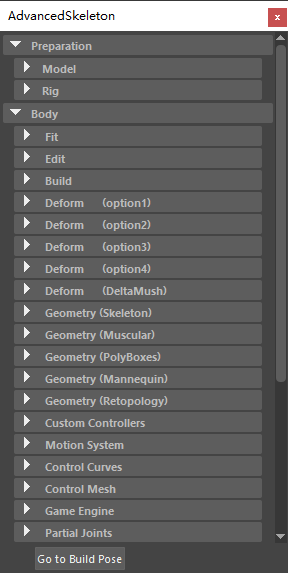 AdvancedSkeleton
x
Preparation
Model
Rig
Body
Fit
Edit
Build
Deform (option1)
Deform (option2)
Deform (option3)
Deform (option4)
Deform (DeltaMush)
Geometry (Skeleton)
Geometry (Muscular)
Geometry (PolyBoxes)
Geometry (Mannequin)
Geometry (Retopology)
Custom Controllers
Motion System
Control Curves
Control Mesh
Game Engine
Partial Joints
Go to Build Pose